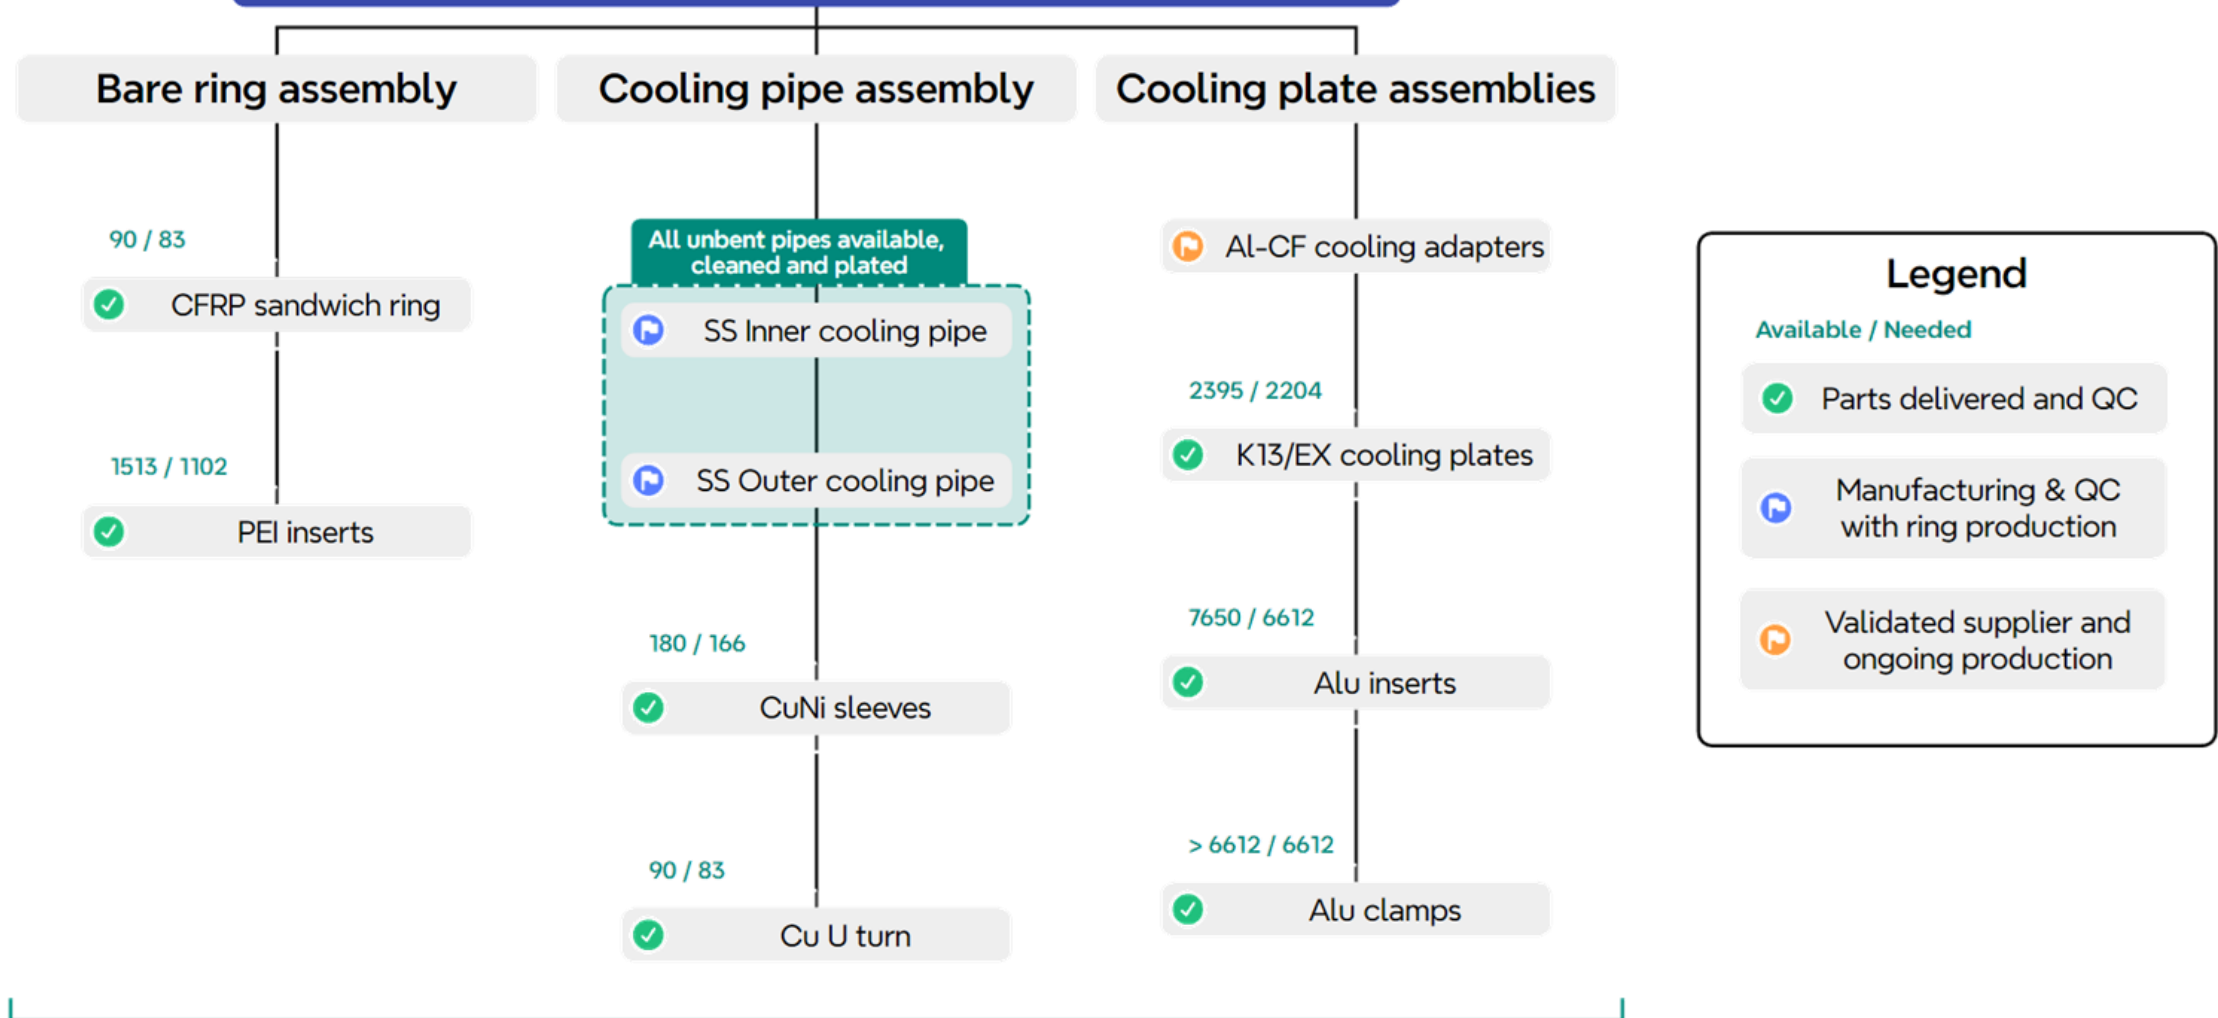 Bare ring assembly
90 / 83
CFRP sandwich ring
1513 / 1102
PEI inserts
Cooling pipe assembly
All unbent pipes available,
cleaned and plated
SS Inner cooling pipe
SS Outer cooling pipe
180 / 166
CuNi sleeves
90 / 83
Cu U turn
Cooling plate assemblies
Al-CF cooling adapters
2395 / 2204
K13/EX cooling plates
7650 / 6612
Alu inserts
> 6612 / 6612
Alu clamps
Legend
Available / Needed
Parts delivered and QC
Manufacturing & QC
with ring production
Validated supplier and
ongoing production